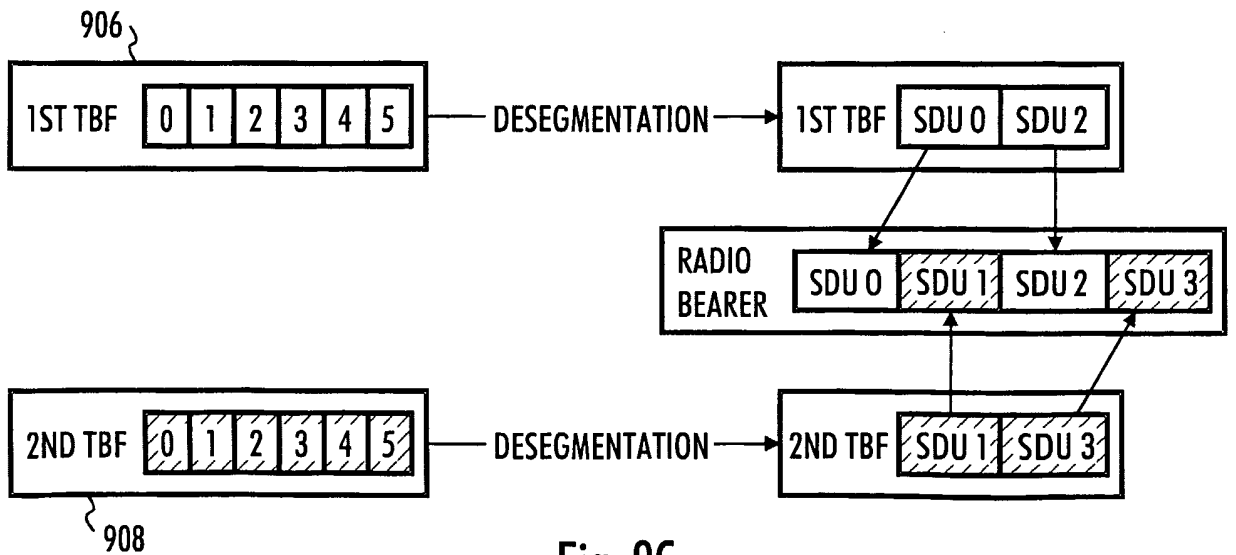 906
1ST TBF 0 1 2 3 4 5 DESEGMENTATION 1ST TBF SDU 0 SDU 2
RADIO BEARER SDU 0 SDU 1 SDU 2 SDU 3
2ND TBF 0 1 2 3 4 5 DESEGMENTATION 2ND TBF SDU 1 SDU 3
908